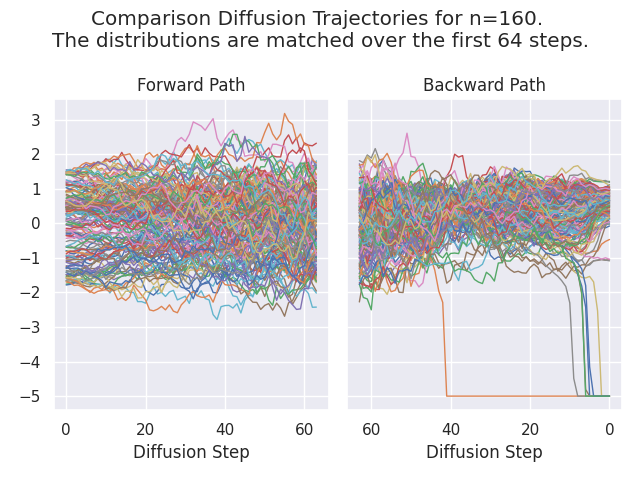 Comparison Diffusion Trajectories for n=160.
The distributions are matched over the first 64 steps.
Forward Path
Backward Path
3
2
1
0
−1
−2
−3
−4
−5
0 20 40 60
60 40 20 0
Diffusion Step
Diffusion Step